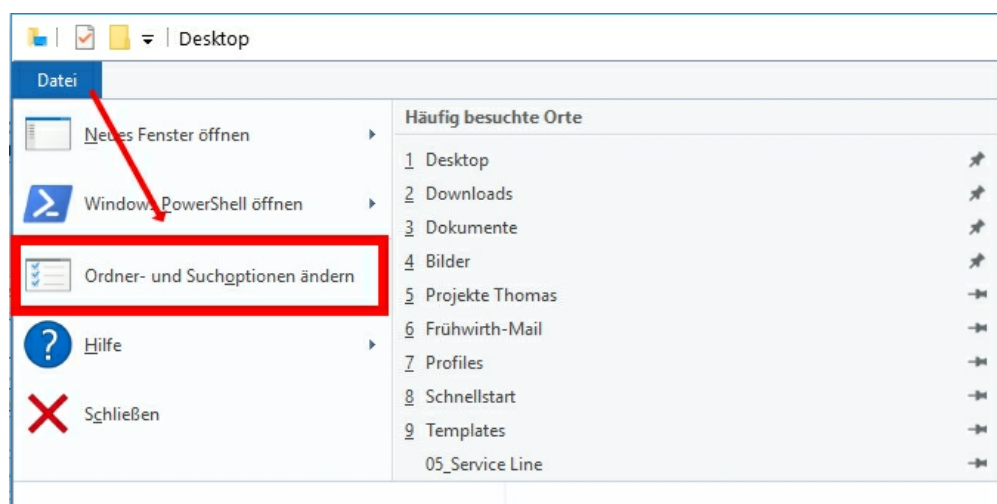 Desktop
Datei
Neues Fenster öffnen
Windows PowerShell öffnen
Ordner- und Suchoptionen ändern
Hilfe
Schließen
Häufig besuchte Orte
1 Desktop
2 Downloads
3 Dokumente
4 Bilder
5 Projekte Thomas
6 Frühwirth-Mail
7 Profiles
8 Schnellstart
9 Templates
05_Service Line